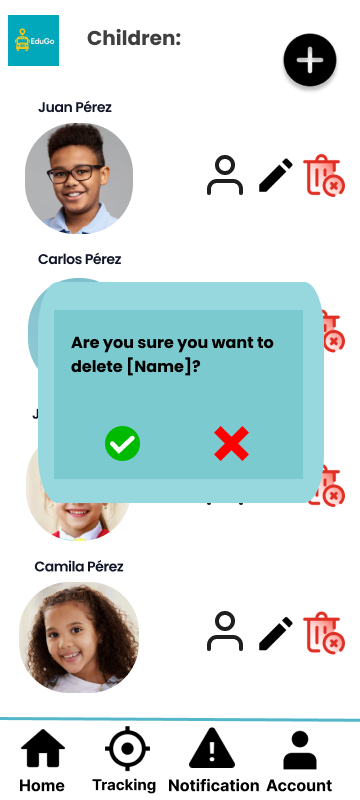 EduGo
Children:
Juan Pérez
Carlos Pérez
Are you sure you want to
delete [Name]?
J
Camila Pérez
Home
Tracking
Notification
Account